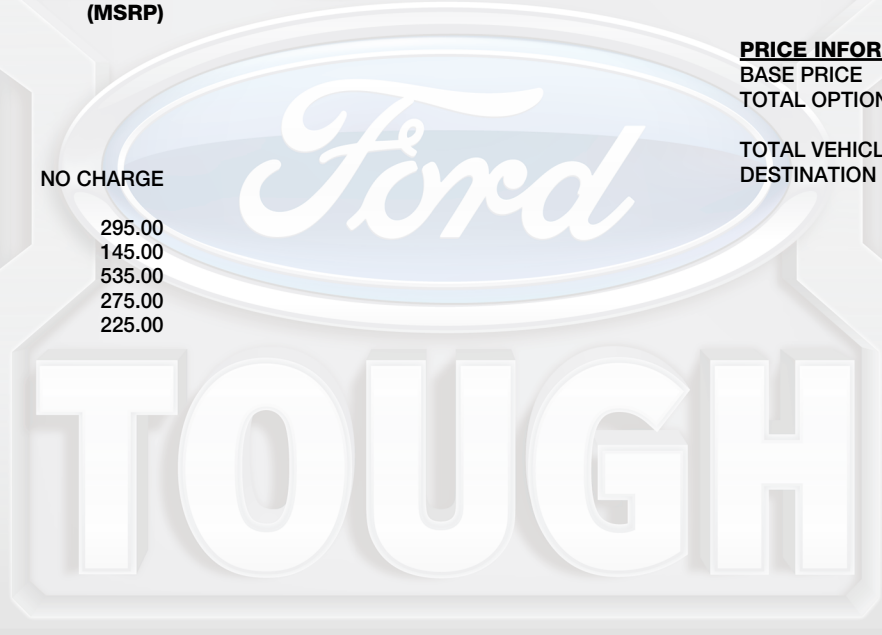 (MSRP)
NO CHARGE
295.00
145.00
535.00
275.00
225.00
PRICE INFOR
BASE PRICE
TOTAL OPTION
TOTAL VEHICL
DESTINATION
Ford
TOUGH